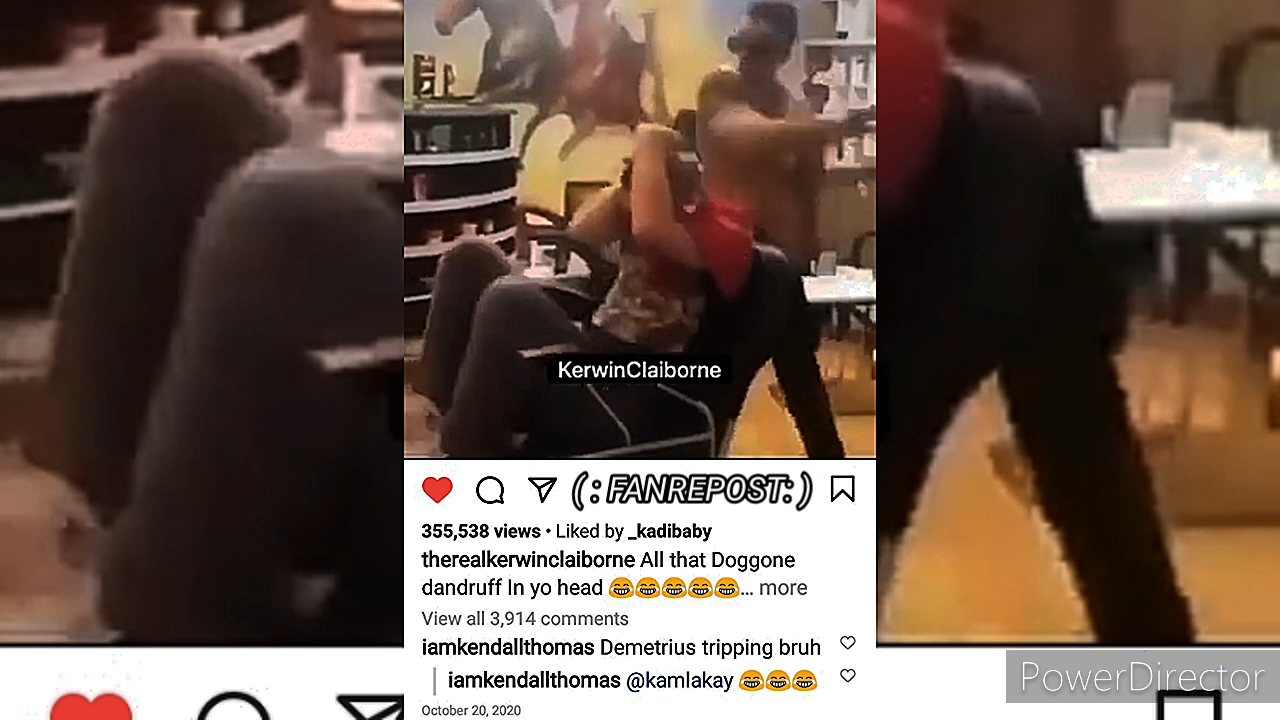 KerwinClaiborne
(: FANREPOST: )
355,538 views • Liked by _kadibaby
therealkerwinclaiborne All that Doggone
dandruff In yo head 😂😂😂😂😂... more
View all 3,914 comments
iamkendallthomas Demetrius tripping bruh
iamkendallthomas @kamlakay 😂😂😂
October 20, 2020
PowerDirector